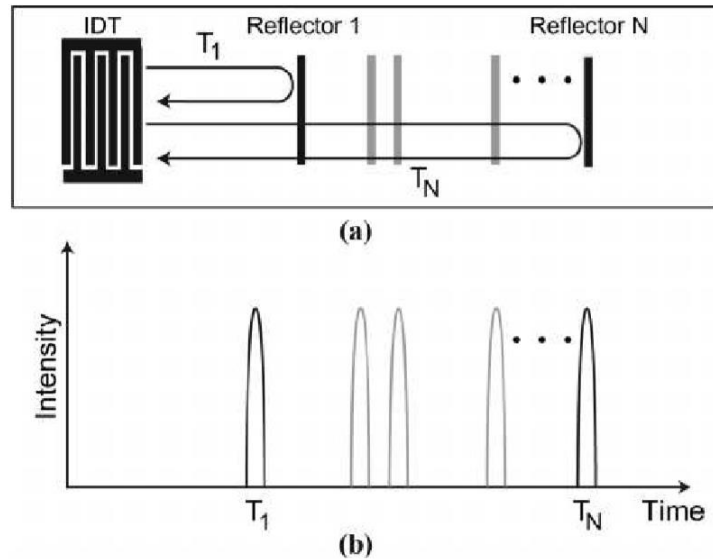 IDT
Reflector 1
Reflector N
T1
TN
(a)
Intensity
T1
TN
Time
(b)